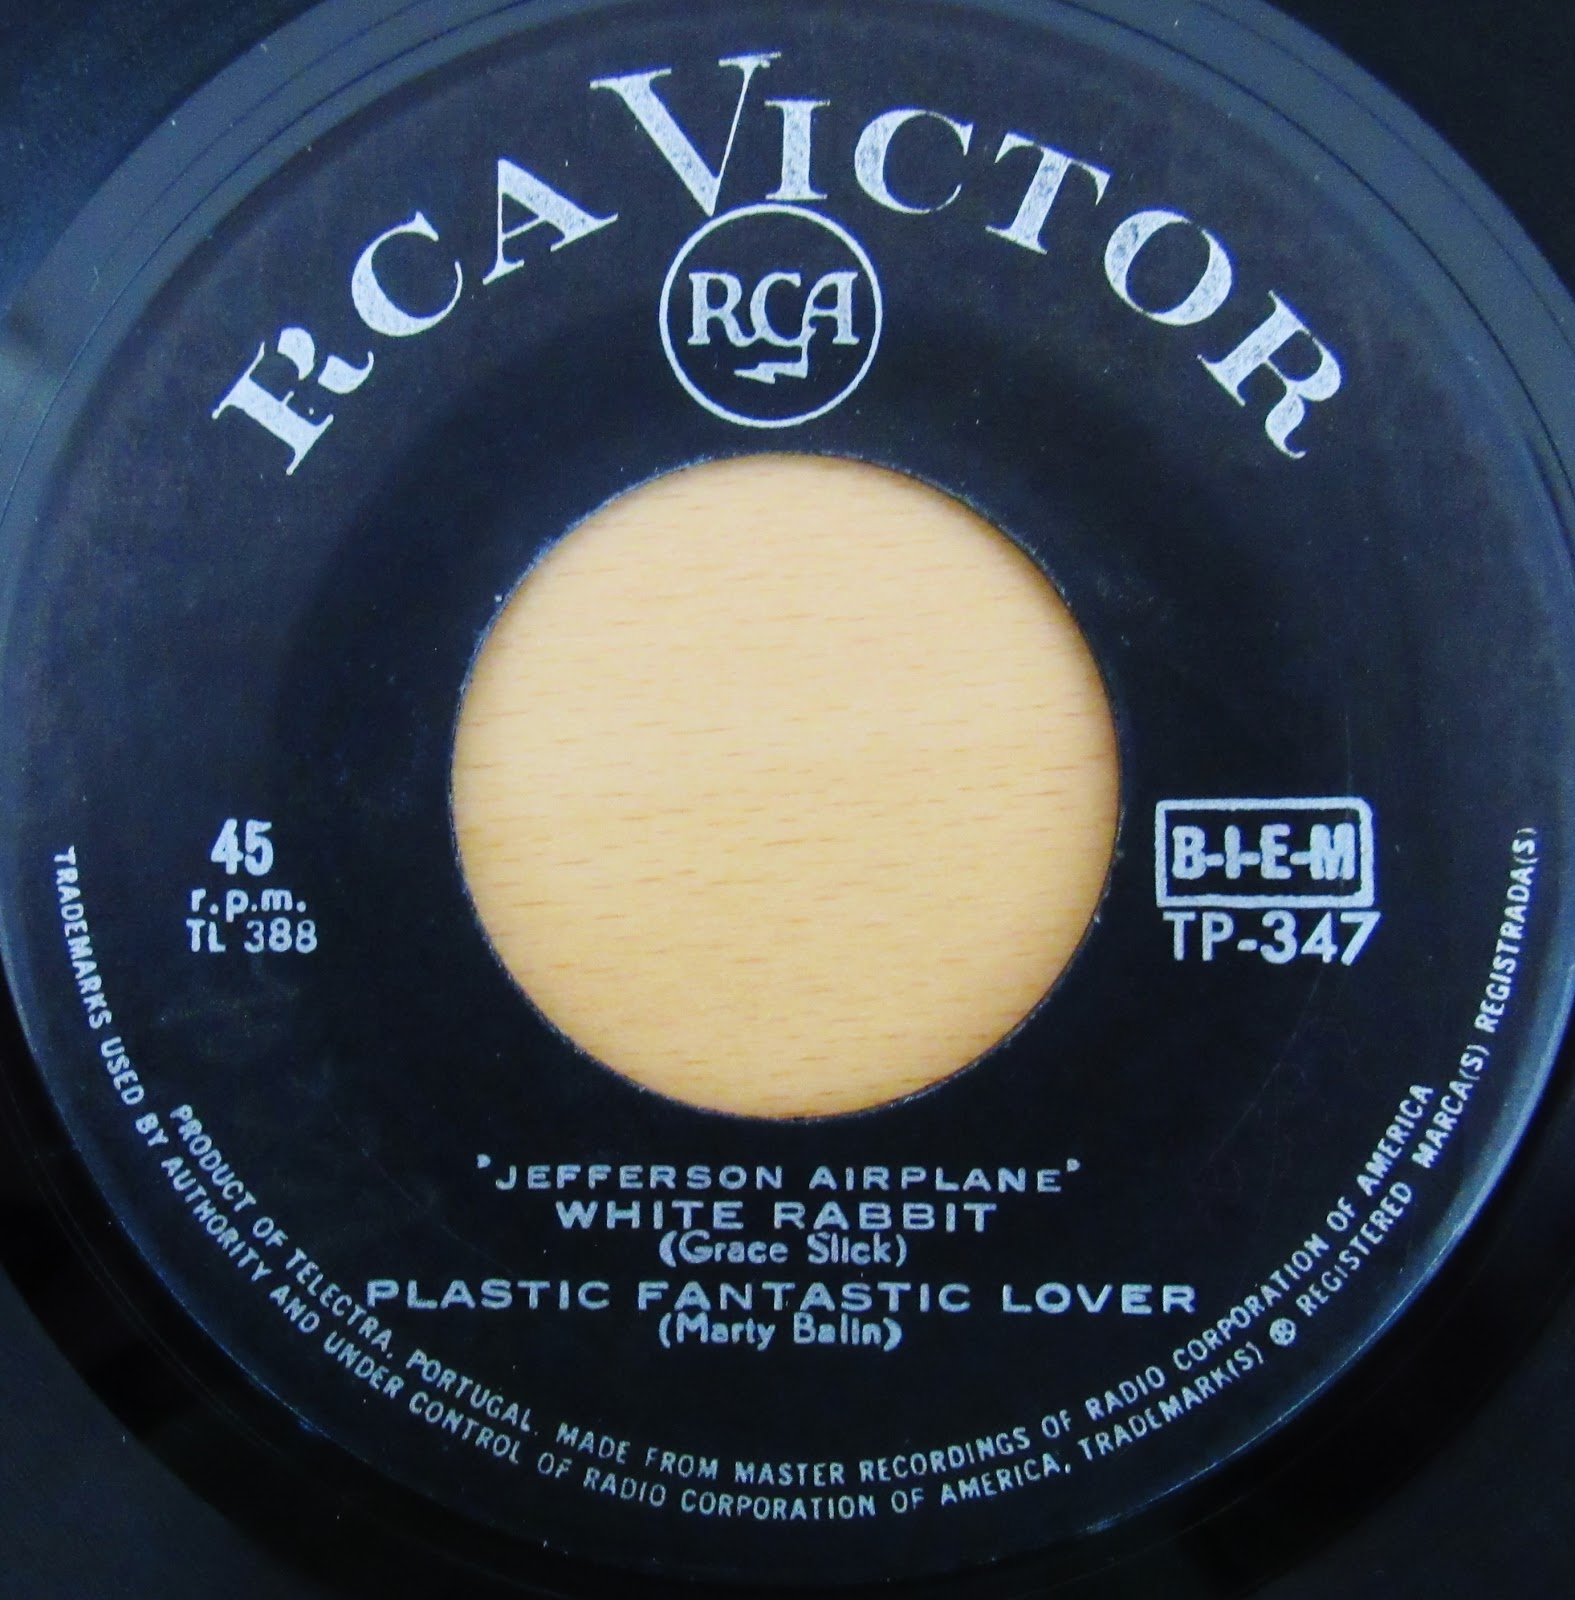 RCA VICTOR
RCA
45
r.p.m.
TL 388
B-I-E-M
TP-347
"JEFFERSON AIRPLANE"
WHITE RABBIT
(Grace Slick)
PLASTIC FANTASTIC LOVER
(Marty Balin)
PRODUCT OF TELECTRA, PORTUGAL. MADE FROM MASTER RECORDINGS OF RADIO CORPORATION OF AMERICA
TRADEMARKS USED BY AUTHORITY AND UNDER CONTROL OF RADIO CORPORATION OF AMERICA, TRADEMARK(S) ® REGISTERED MARCA(S) REGISTRADA(S)